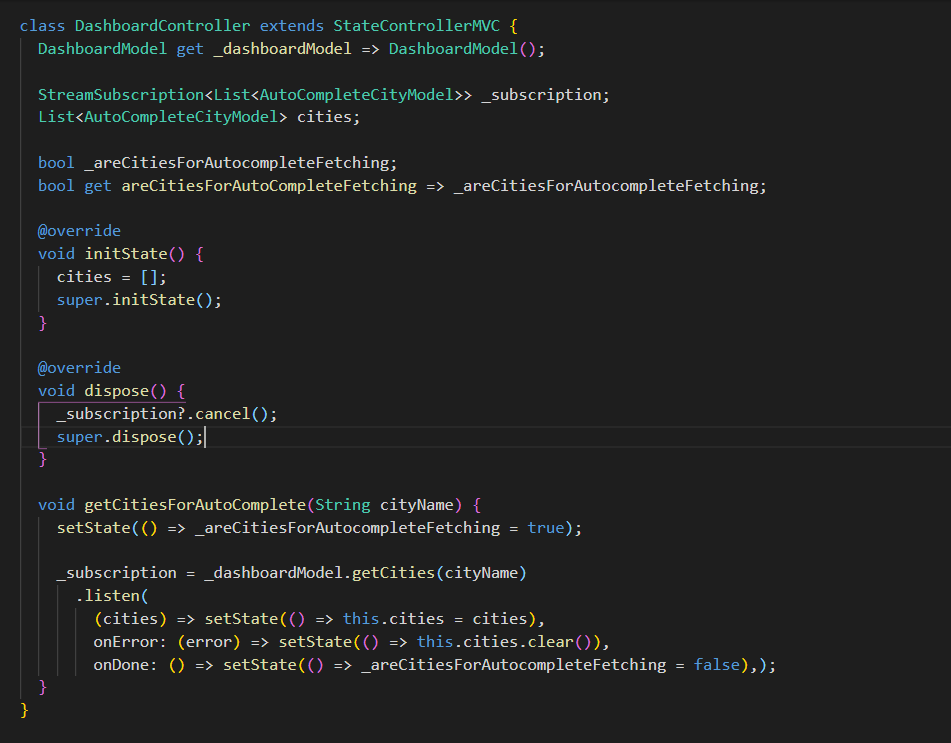 class DashboardController extends StateControllerMVC {
DashboardModel get _dashboardModel => DashboardModel();
StreamSubscription<List<AutoCompleteCityModel>> _subscription;
List<AutoCompleteCityModel> cities;
bool _areCitiesForAutocompleteFetching;
bool get areCitiesForAutoCompleteFetching => _areCitiesForAutocompleteFetching;
@override
void initState() {
cities = [];
super.initState();
}
@override
void dispose() {
_subscription?.cancel();
super.dispose();
}
void getCitiesForAutoComplete(String cityName) {
setState(() => _areCitiesForAutocompleteFetching = true);
_subscription = _dashboardModel.getCities(cityName)
.listen(
(cities) => setState(() => this.cities = cities),
onError: (error) => setState(() => this.cities.clear()),
onDone: () => setState(() => _areCitiesForAutocompleteFetching = false),);
}
}